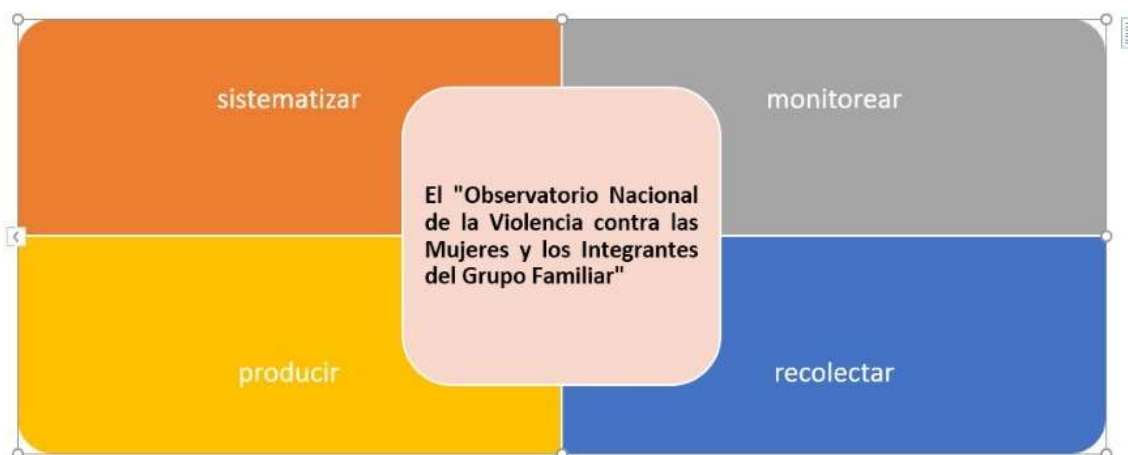 sistematizar
monitorear
El "Observatorio Nacional
de la Violencia contra las
Mujeres y los Integrantes
del Grupo Familiar"
producir
recolectar